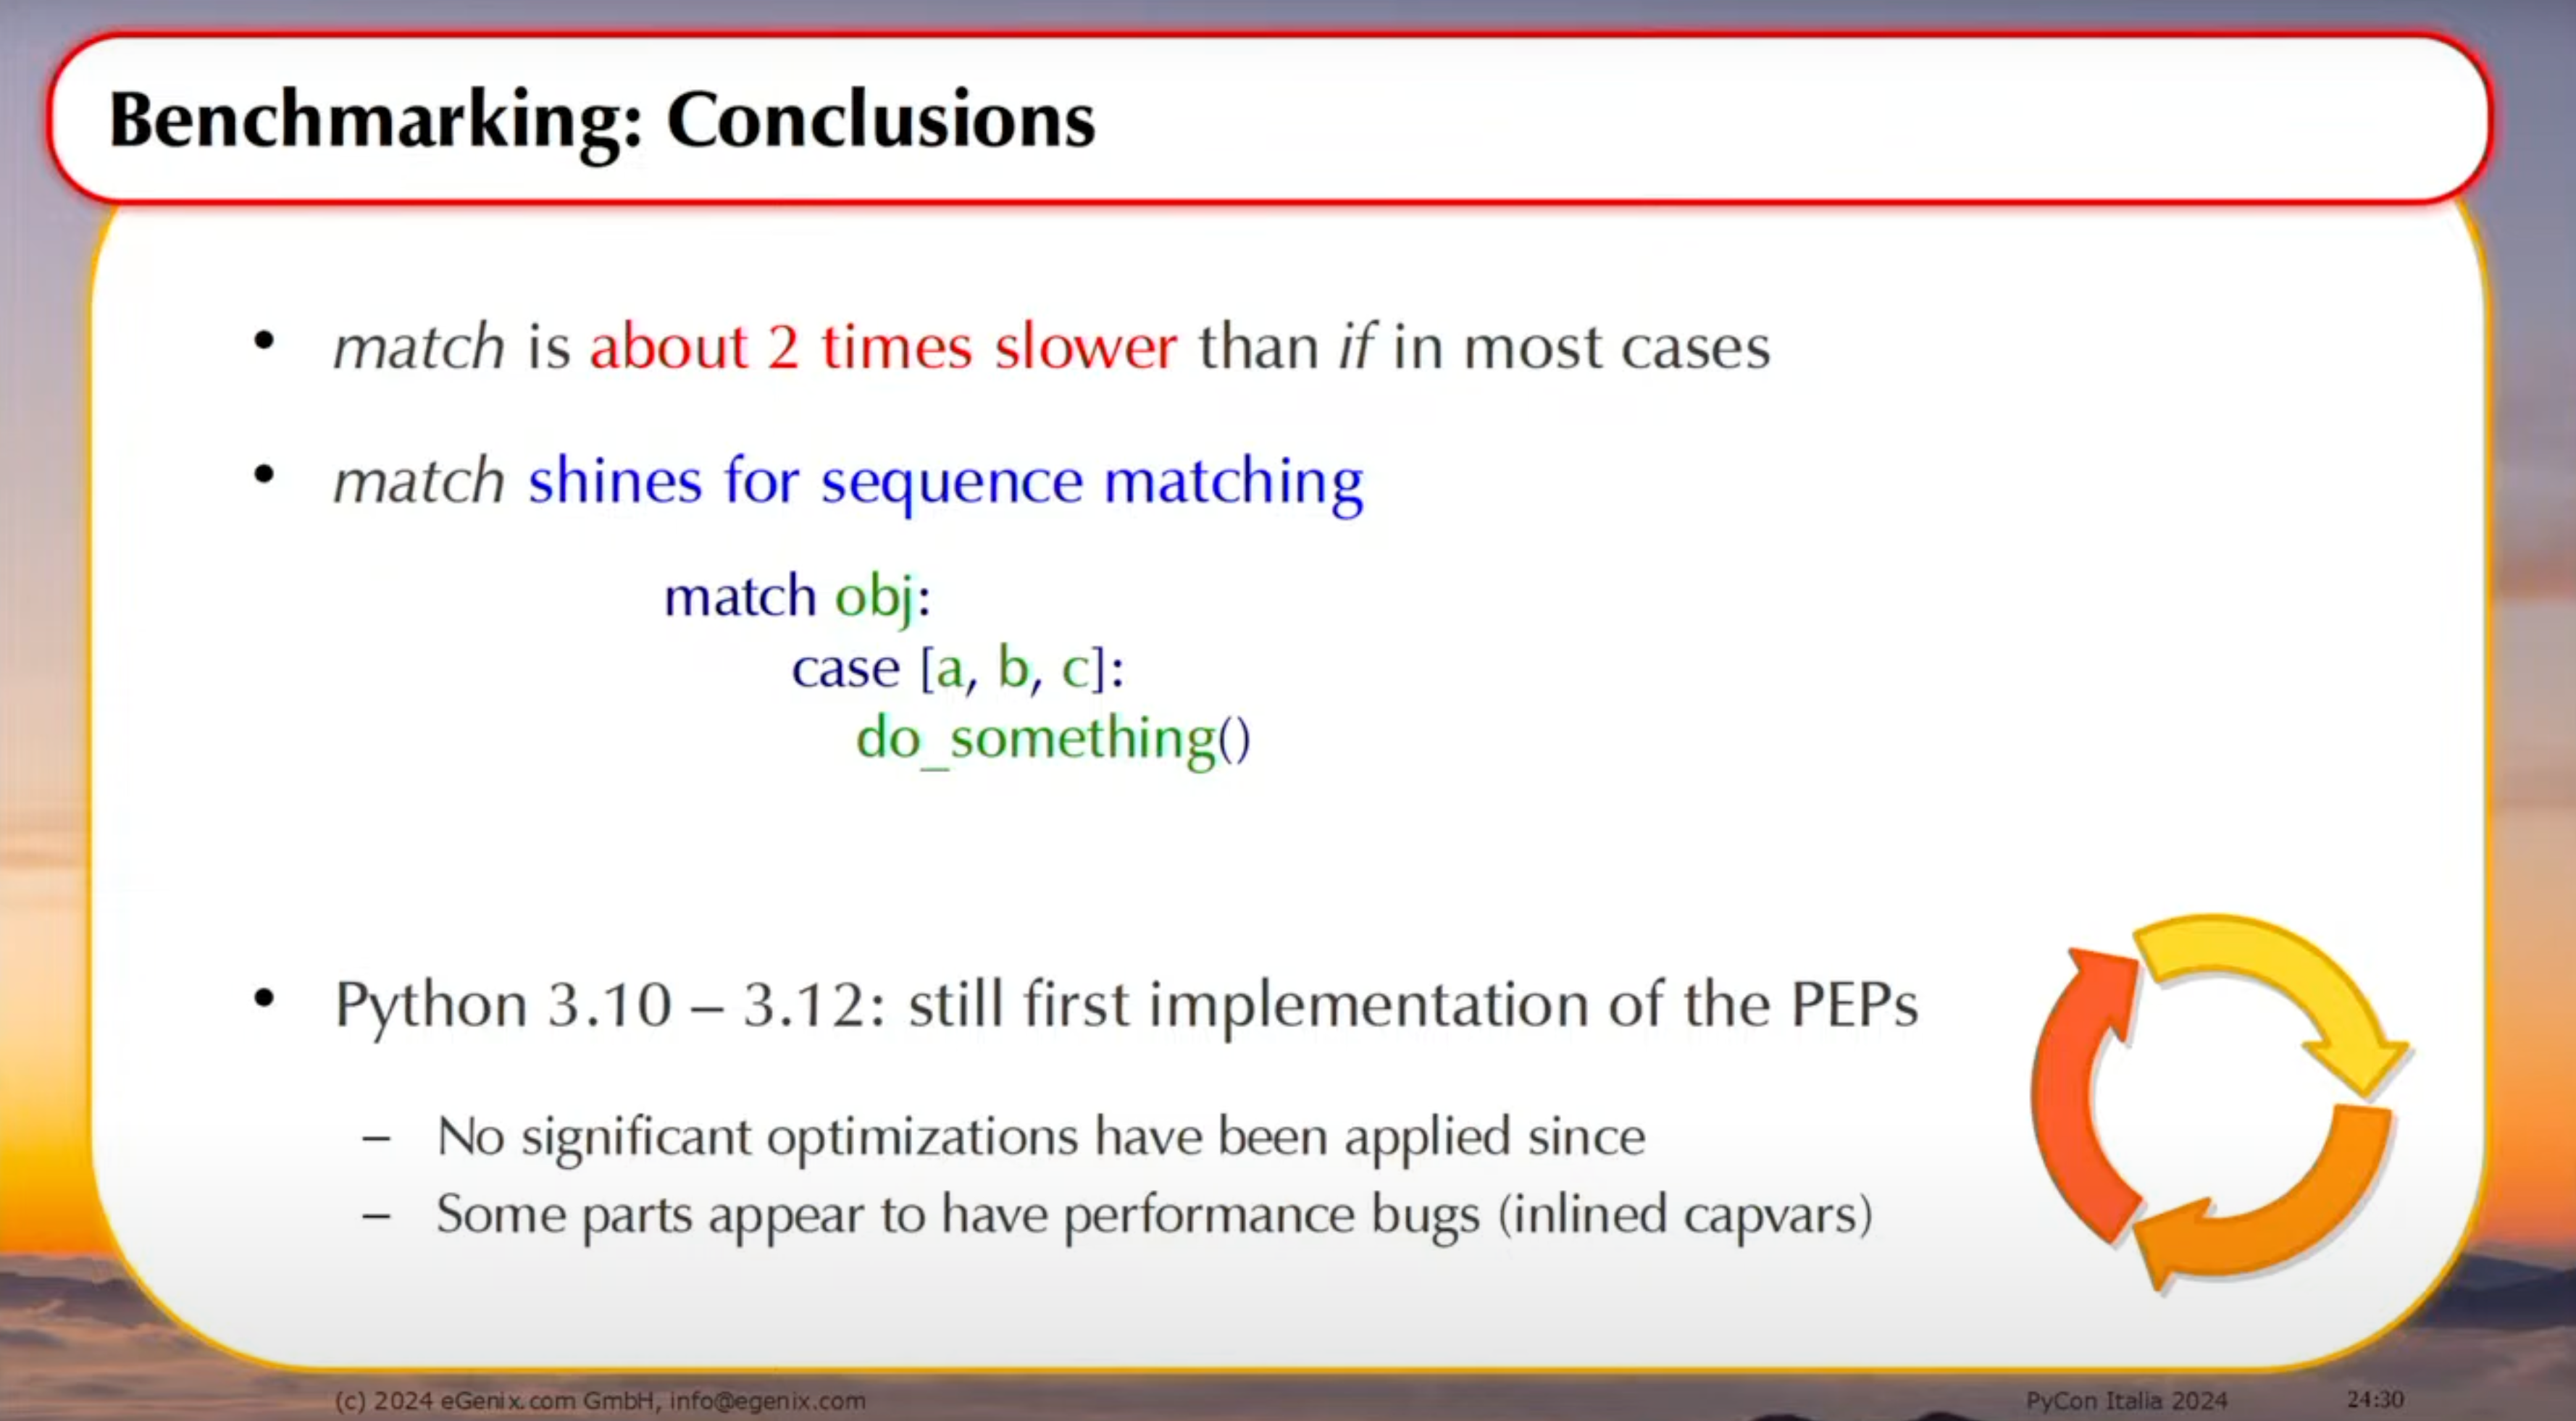 Benchmarking: Conclusions
• match is about 2 times slower than if in most cases
• match shines for sequence matching
match obj:
case [a, b, c]:
do_something()
• Python 3.10 – 3.12: still first implementation of the PEPs
– No significant optimizations have been applied since
– Some parts appear to have performance bugs (inlined capvars)
(c) 2024 eGenix.com GmbH, info@egenix.com
PyCon Italia 2024
24:30